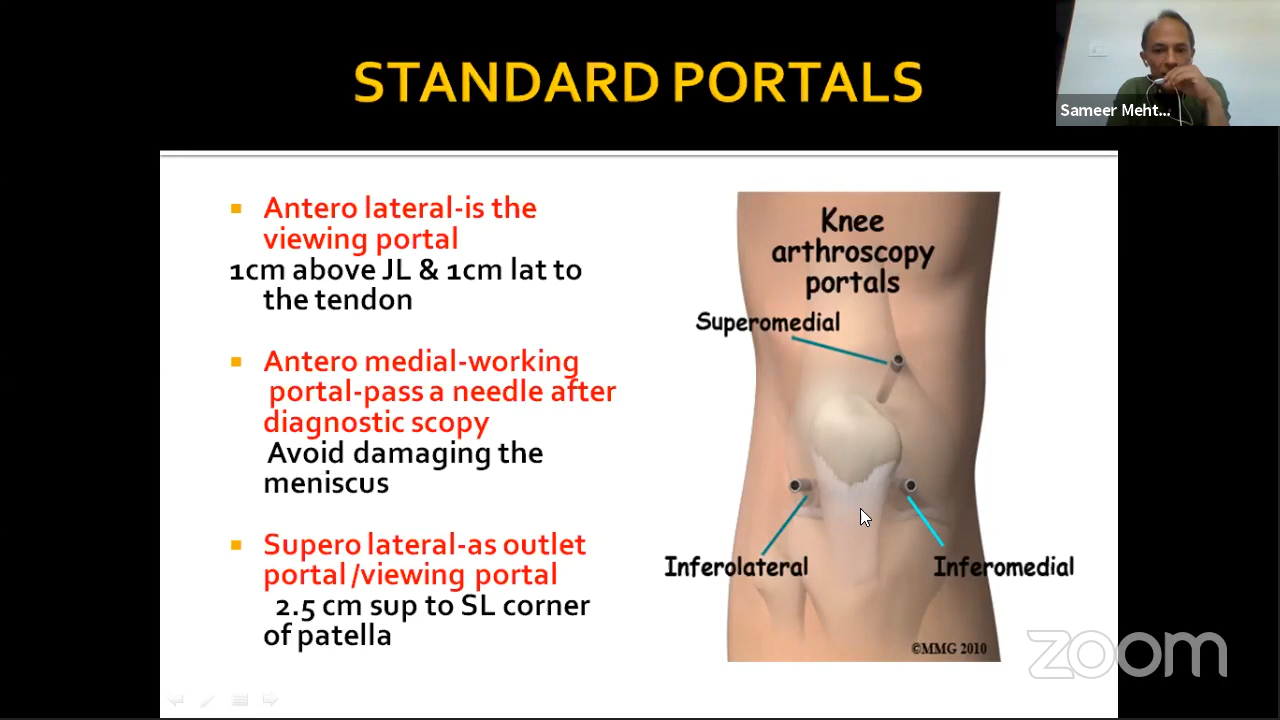 STANDARD PORTALS
Sameer Meht...
Antero lateral-is the
viewing portal
1cm above JL & 1cm lat to
the tendon
Antero medial-working
portal-pass a needle after
diagnostic scopy
Avoid damaging the
meniscus
Supero lateral-as outlet
portal/viewing portal
2.5 cm sup to SL corner
of patella
Knee
arthroscopy
portals
Superomedial
Inferolateral
Inferomedial
©MMG 2010
zoom